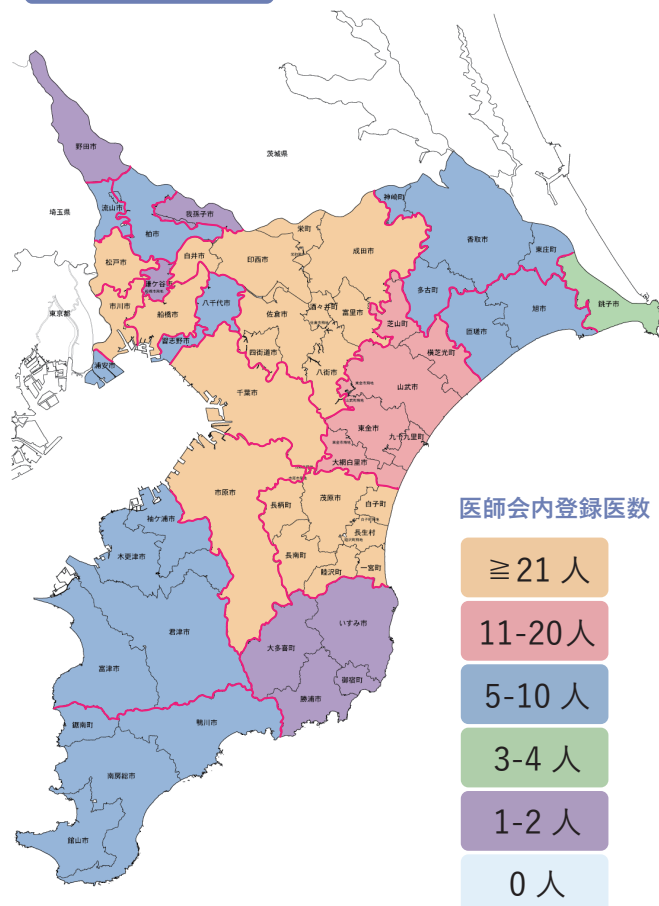 野田市
茨城県
埼玉県
流山市
柏市
我孫子市
神崎町
香取市
東庄町
栄町
成田市
印西市
白井市
松戸市
鎌ケ谷市
東京都
市川市
船橋市
八千代市
習志野市
浦安市
佐倉市
酒々井町
富里市
四街道市
八街市
芝山町
多古町
匝瑳市
旭市
銚子市
横芝光町
山武市
千葉市
東金市
九十九里町
大網白里市
市原市
長柄町
茂原市
白子町
長生村
長南町
睦沢町
一宮町
袖ケ浦市
木更津市
君津市
富津市
いすみ市
大多喜町
御宿町
勝浦市
鋸南町
鴨川市
南房総市
館山市
医師会内登録医数
≧21 人
11-20人
5-10 人
3-4 人
1-2 人
0 人